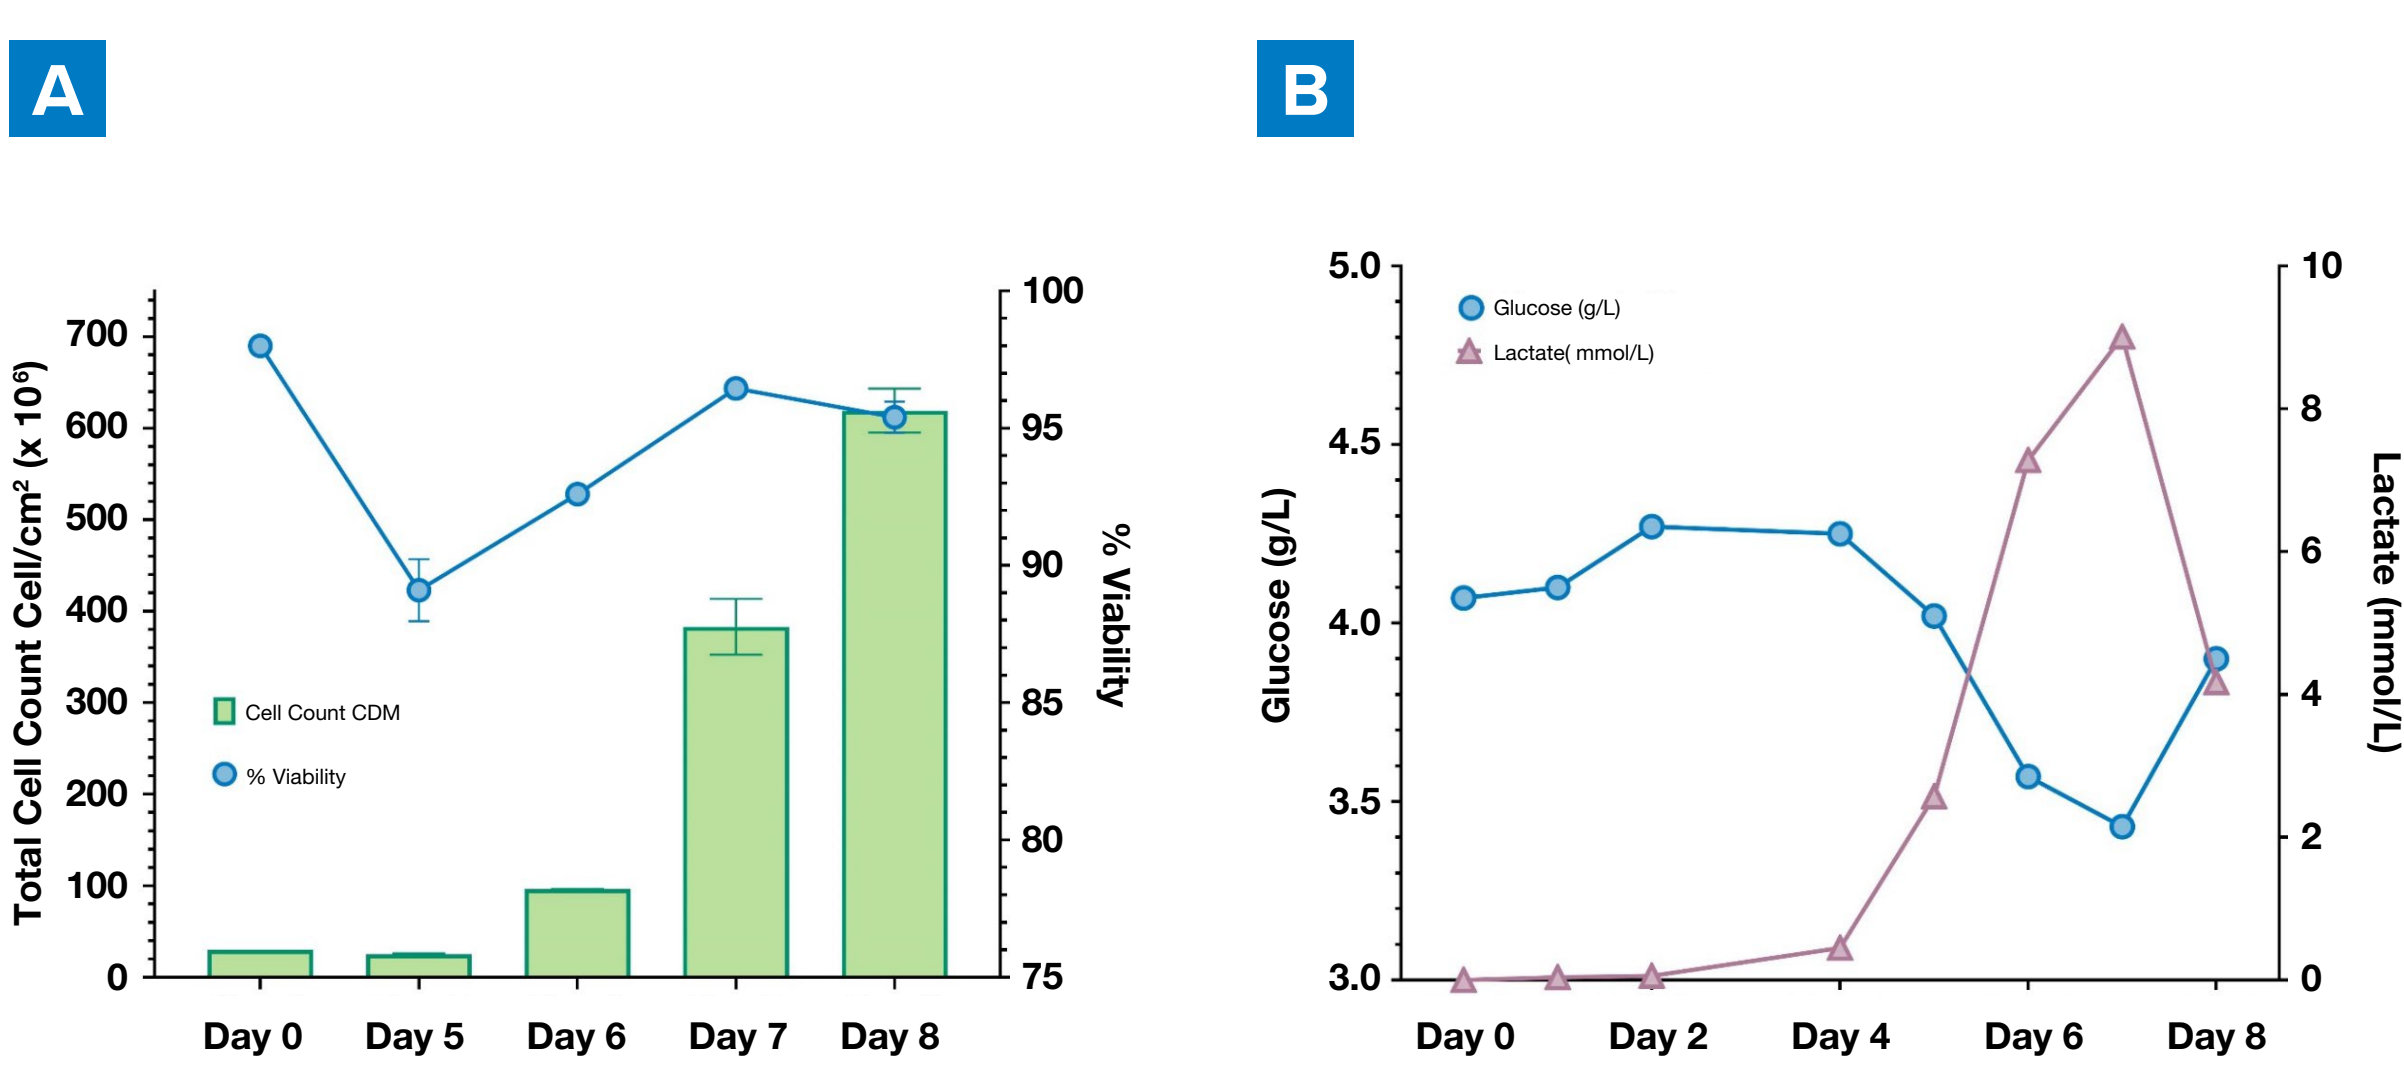 A
Total Cell Count Cell/cm² (x 10⁶)
700
600
500
400
300
200
100
0
Cell Count CDM
% Viability
100
95
90
85
80
75
% Viability
Day 0 Day 5 Day 6 Day 7 Day 8
B
Glucose (g/L)
5.0
4.5
4.0
3.5
3.0
Glucose (g/L)
Lactate( mmol/L)
10
8
6
4
2
0
Lactate (mmol/L)
Day 0 Day 2 Day 4 Day 6 Day 8